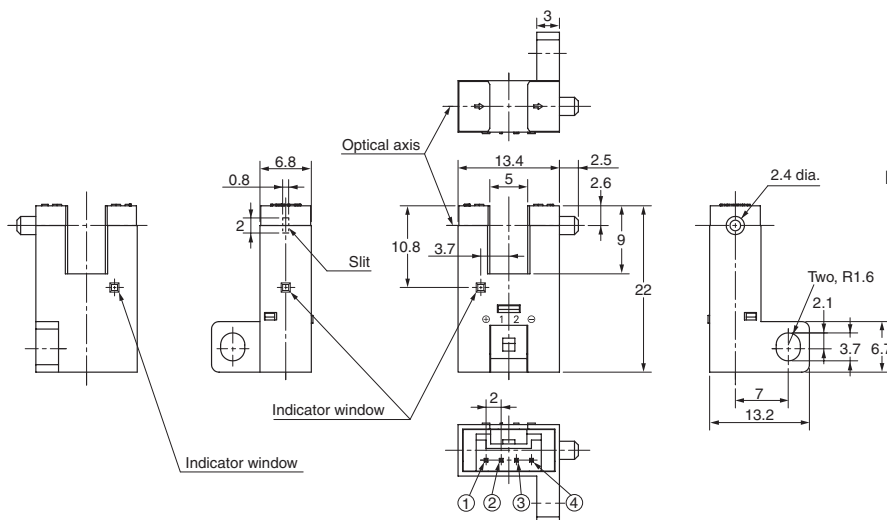 3
Optical axis
13.4
2.5
6.8
0.8
5
2.6
2.4 dia.
2
10.8
3.7
9
Slit
Two, R1.6
22
2.1
⊕ 1 2 ⊖
3.7
6.7
7
2
Indicator window
13.2
Indicator window
① ② ③ ④